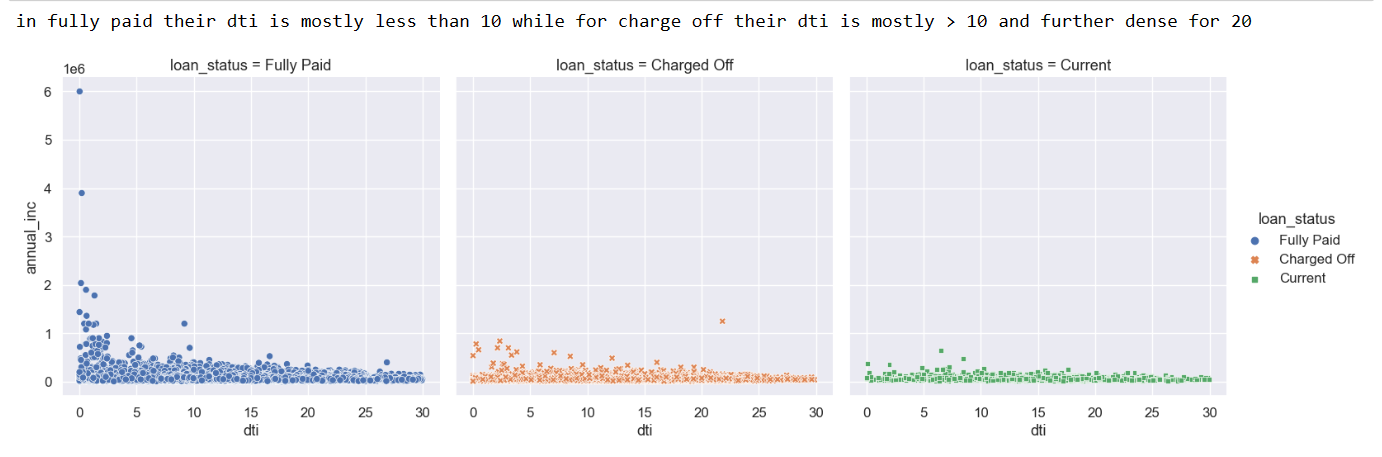 in fully paid their dti is mostly less than 10 while for charge off their dti is mostly > 10 and further dense for 20
loan_status = Fully Paid
loan_status = Charged Off
loan_status = Current
1e6
6
5
4
3
2
1
0
annual_inc
0 5 10 15 20 25 30
0 5 10 15 20 25 30
0 5 10 15 20 25 30
dti
dti
dti
loan_status
Fully Paid
Charged Off
Current